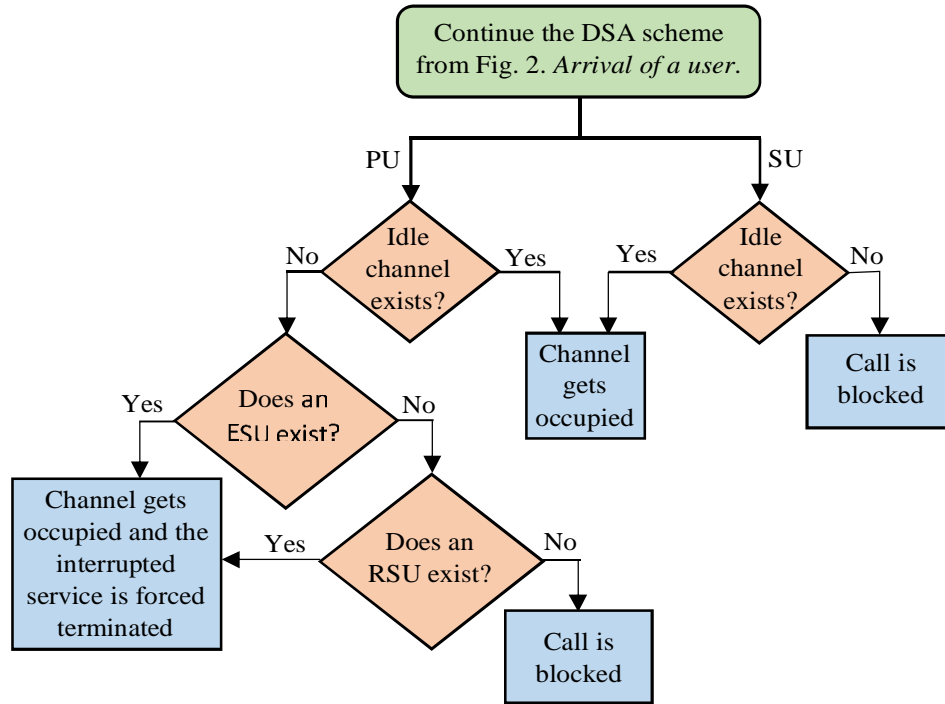 Continue the DSA scheme
from Fig. 2. Arrival of a user.
PU
SU
Idle
channel
exists?
No
Yes
Idle
channel
exists?
Yes
No
Channel
gets
occupied
Call is
blocked
Does an
ESU exist?
Yes
No
Channel gets
occupied and the
interrupted
service is forced
terminated
Does an
RSU exist?
Yes
No
Call is
blocked